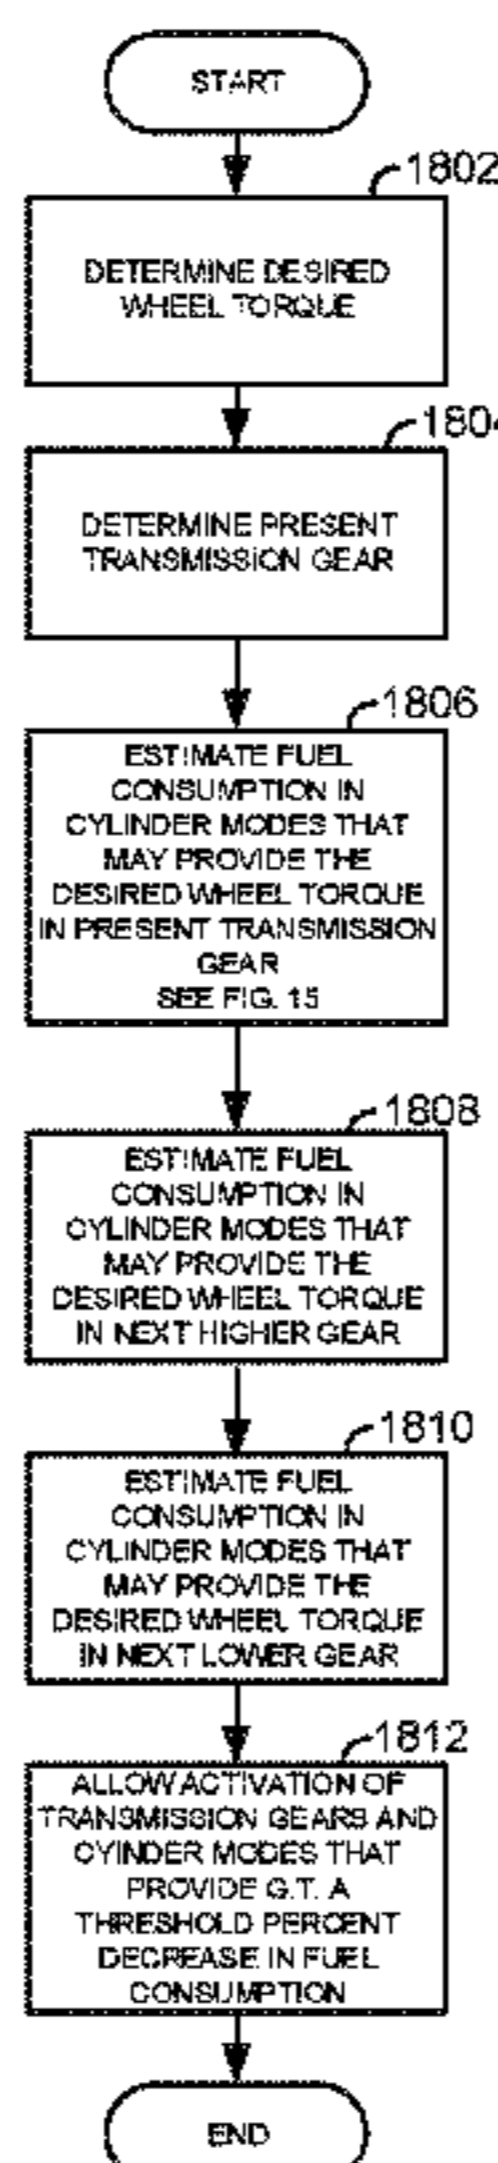 START
1802
DETERMINE DESIRED
WHEEL TORQUE
1804
DETERMINE PRESENT
TRANSMISSION GEAR
1806
ESTIMATE FUEL
CONSUMPTION IN
CYLINDER MODES THAT
MAY PROVIDE THE
DESIRED WHEEL TORQUE
IN PRESENT TRANSMISSION
GEAR
SEE FIG. 15
1808
ESTIMATE FUEL
CONSUMPTION IN
CYLINDER MODES THAT
MAY PROVIDE THE
DESIRED WHEEL TORQUE
IN NEXT HIGHER GEAR
1810
ESTIMATE FUEL
CONSUMPTION IN
CYLINDER MODES THAT
MAY PROVIDE THE
DESIRED WHEEL TORQUE
IN NEXT LOWER GEAR
1812
ALLOW ACTIVATION OF
TRANSMISSION GEARS AND
CYINDER MODES THAT
PROVIDE G.T. A
THRESHOLD PERCENT
DECREASE IN FUEL
CONSUMPTION
END